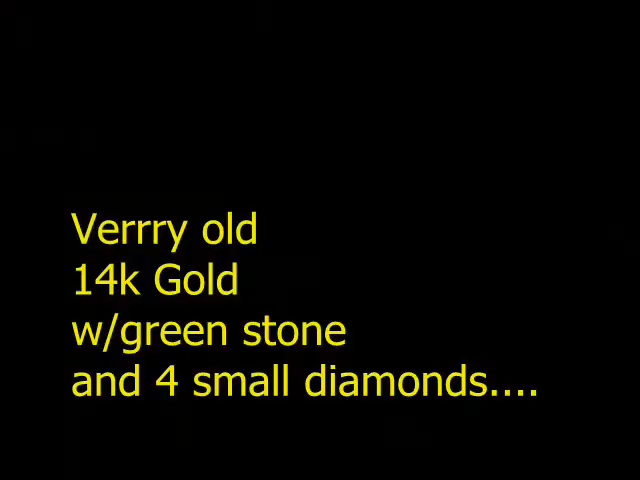 Verrry old
14k Gold
w/green stone
and 4 small diamonds....